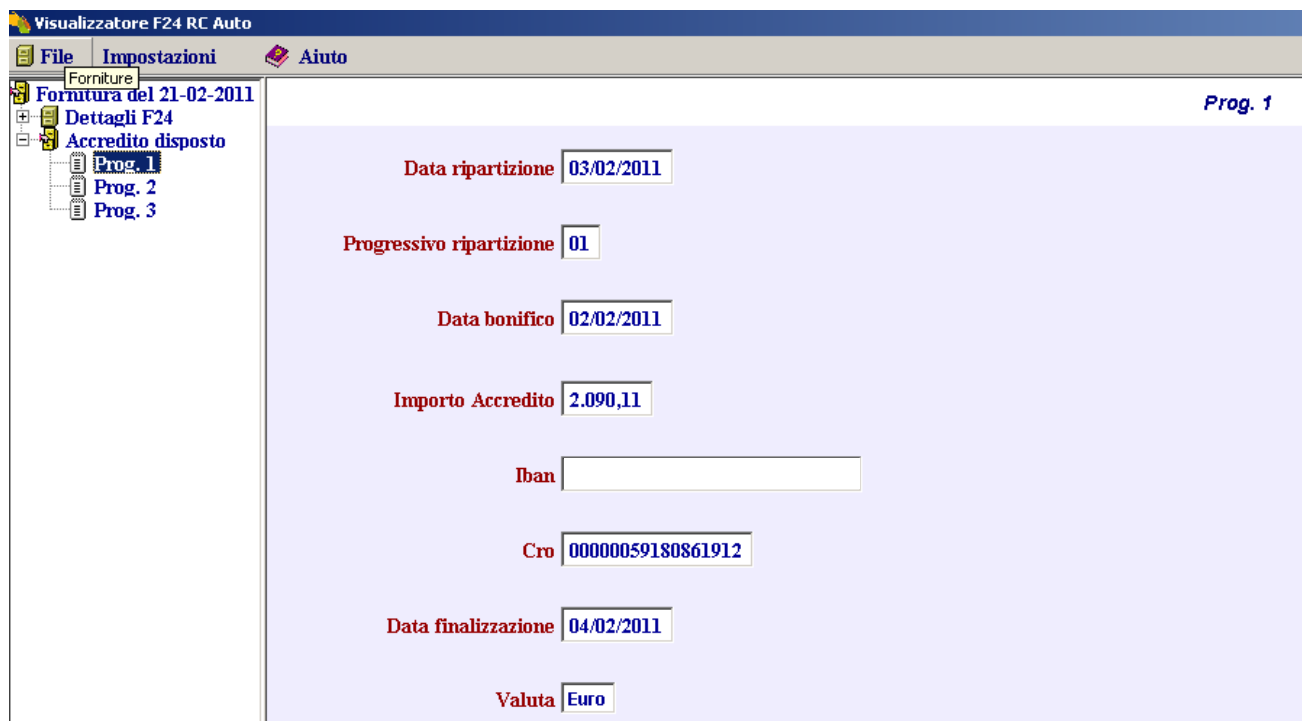 Visualizzatore F24 RC Auto
File Impostazioni Aiuto
Forniture
Fornitura del 21-02-2011
Dettagli F24
Accredito disposto
Prog. 1
Prog. 2
Prog. 3
Prog. 1
Data ripartizione 03/02/2011
Progressivo ripartizione 01
Data bonifico 02/02/2011
Importo Accredito 2.090,11
Iban
Cro 00000059180861912
Data finalizzazione 04/02/2011
Valuta Euro